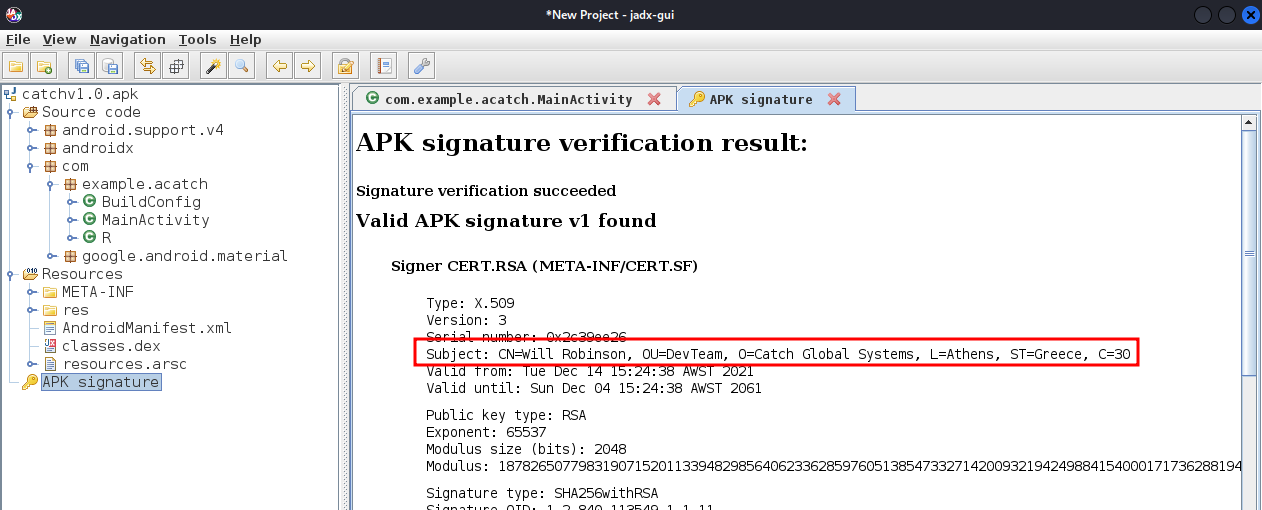 *New Project - jadx-gui
File View Navigation Tools Help
catchv1.0.apk
Source code
android.support.v4
androidx
com
example.acatch
BuildConfig
MainActivity
R
google.android.material
Resources
META-INF
res
AndroidManifest.xml
classes.dex
resources.arsc
APK signature
com.example.acatch.MainActivity
APK signature
APK signature verification result:
Signature verification succeeded
Valid APK signature v1 found
Signer CERT.RSA (META-INF/CERT.SF)
Type: X.509
Version: 3
Serial number: 0x2c39ee26
Subject: CN=Will Robinson, OU=DevTeam, O=Catch Global Systems, L=Athens, ST=Greece, C=30
Valid from: Tue Dec 14 15:24:38 AWST 2021
Valid until: Sun Dec 04 15:24:38 AWST 2061
Public key type: RSA
Exponent: 65537
Modulus size (bits): 2048
Modulus: 
Signature type: SHA256withRSA
Signature OID: 1.2.840.113549.1.1.11